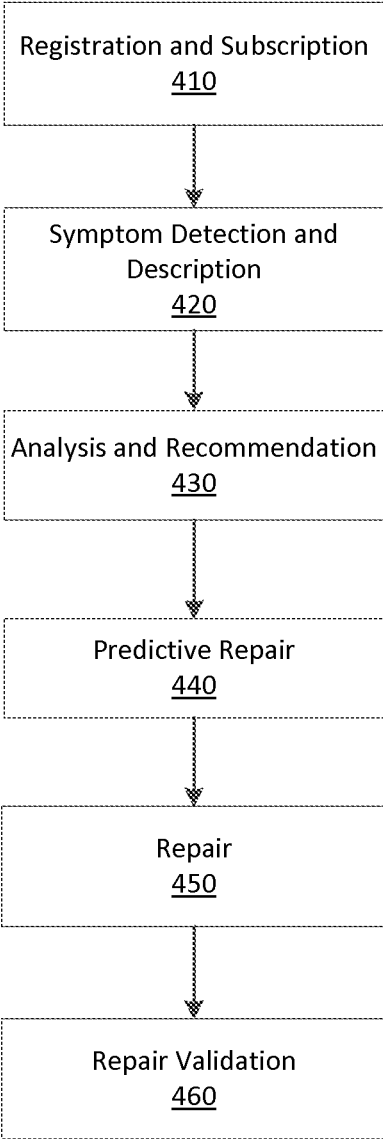 Registration and Subscription
410
Symptom Detection and
Description
420
Analysis and Recommendation
430
Predictive Repair
440
Repair
450
Repair Validation
460